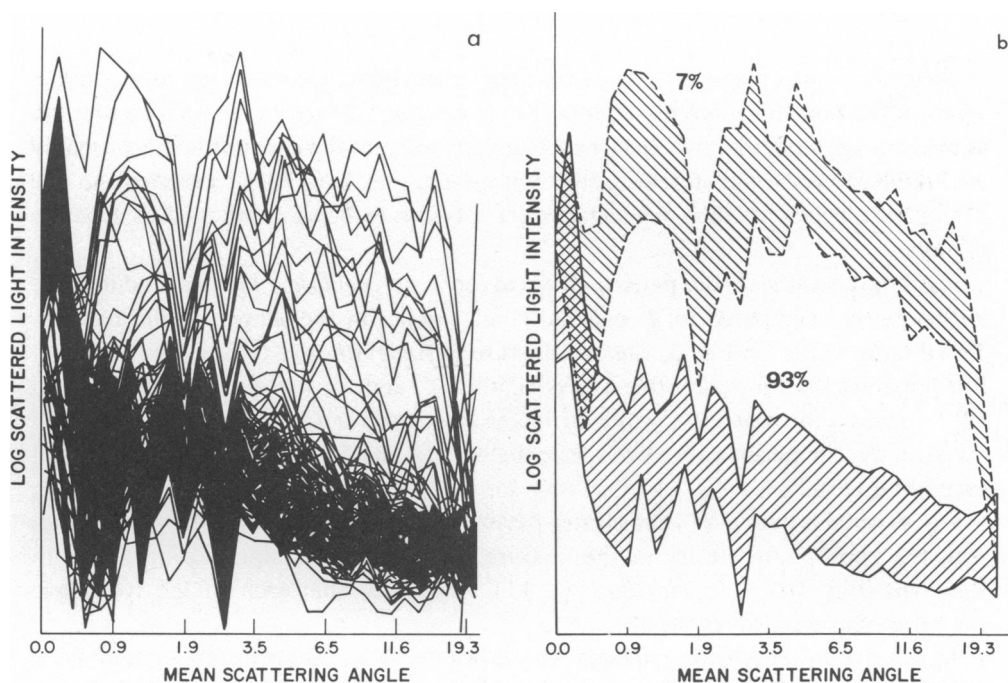 a
LOG SCATTERED LIGHT INTENSITY
0.0 0.9 1.9 3.5 6.5 11.6 19.3
MEAN SCATTERING ANGLE
b
7%
93%
LOG SCATTERED LIGHT INTENSITY
0.0 0.9 1.9 3.5 6.5 11.6 19.3
MEAN SCATTERING ANGLE